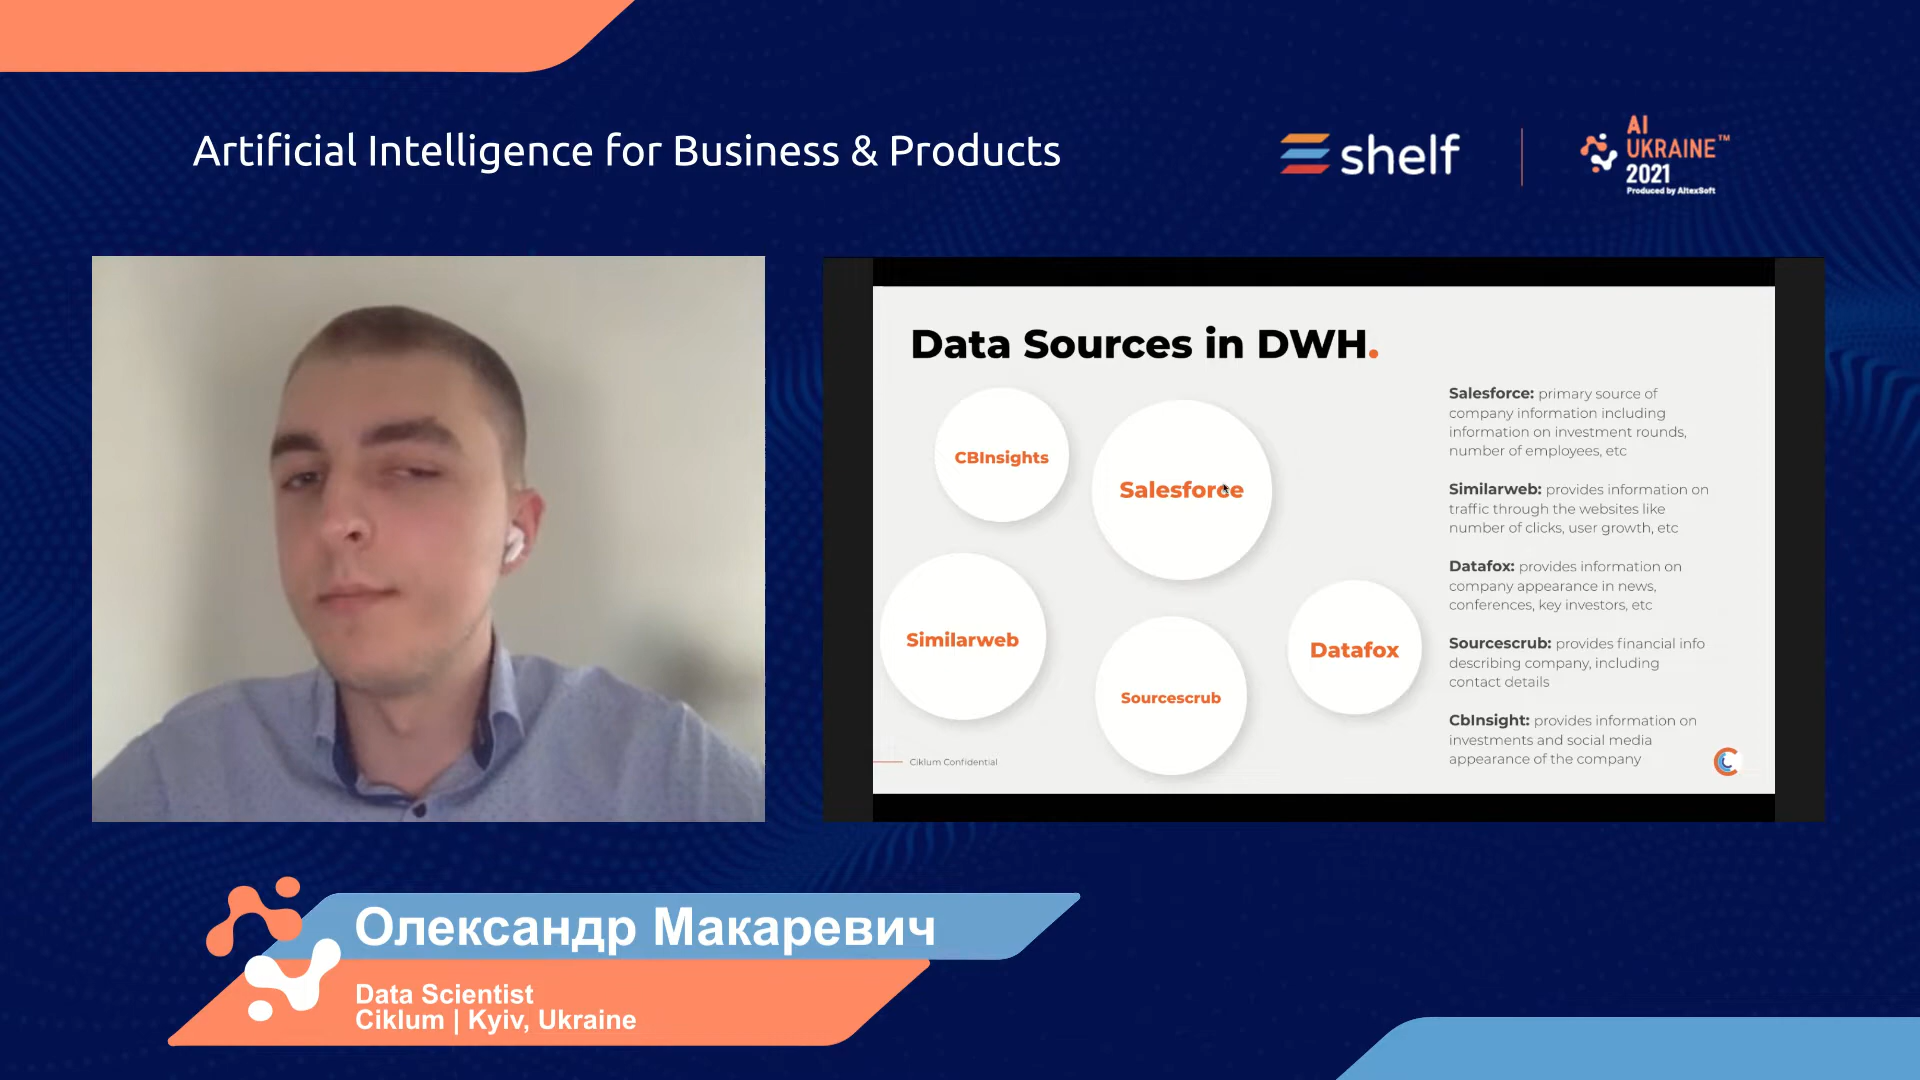 Artificial Intelligence for Business & Products
shelf
AI
UKRAINE™
2021
Produced by AltexSoft
Data Sources in DWH.
CBInsights
Salesforce
Similarweb
Sourcescrub
Datafox
Salesforce: primary source of
company information including
information on investment rounds,
number of employees, etc
Similarweb: provides information on
traffic through the websites like
number of clicks, user growth, etc
Datafox: provides information on
company appearance in news,
conferences, key investors, etc
Sourcescrub: provides financial info
describing company, including
contact details
CbInsight: provides information on
investments and social media
appearance of the company
Ciklum Confidential
Олександр Макаревич
Data Scientist
Ciklum | Kyiv, Ukraine